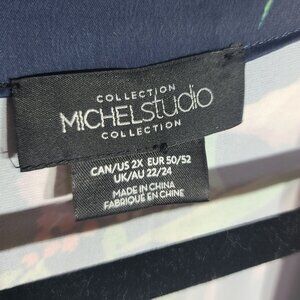 COLLECTION
MICHELstudio
COLLECTION
CAN/US 2X EUR 50/52
UK/AU 22/24
MADE IN CHINA
FABRIQUÉ EN CHINE